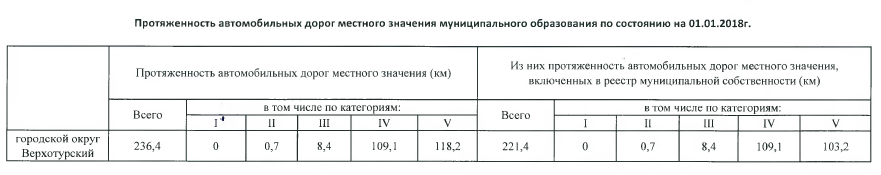 Протяженность автомобильных дорог местного значения муниципального образования по состоянию на 01.01.2018г.
Протяженность автомобильных дорог местного значения (км)
Из них протяженность автомобильных дорог местного значения,
включенных в реестр муниципальной собственности (км)
Всего
в том числе по категориям:
Всего
в том числе по категориям:
I II III IV V
I II III IV V
городской округ
Верхотурский
236,4 0 0,7 8,4 109,1 118,2 221,4 0 0,7 8,4 109,1 103,2